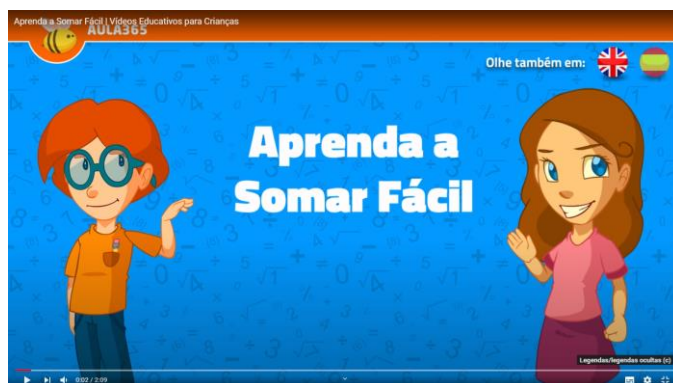 Aprenda a Somar Fácil | Vídeos Educativos para Crianças
AULA365
Olhe também em:
Aprenda a
Somar Fácil
Legendas/legendas ocultas (c)
0:02 / 2:09